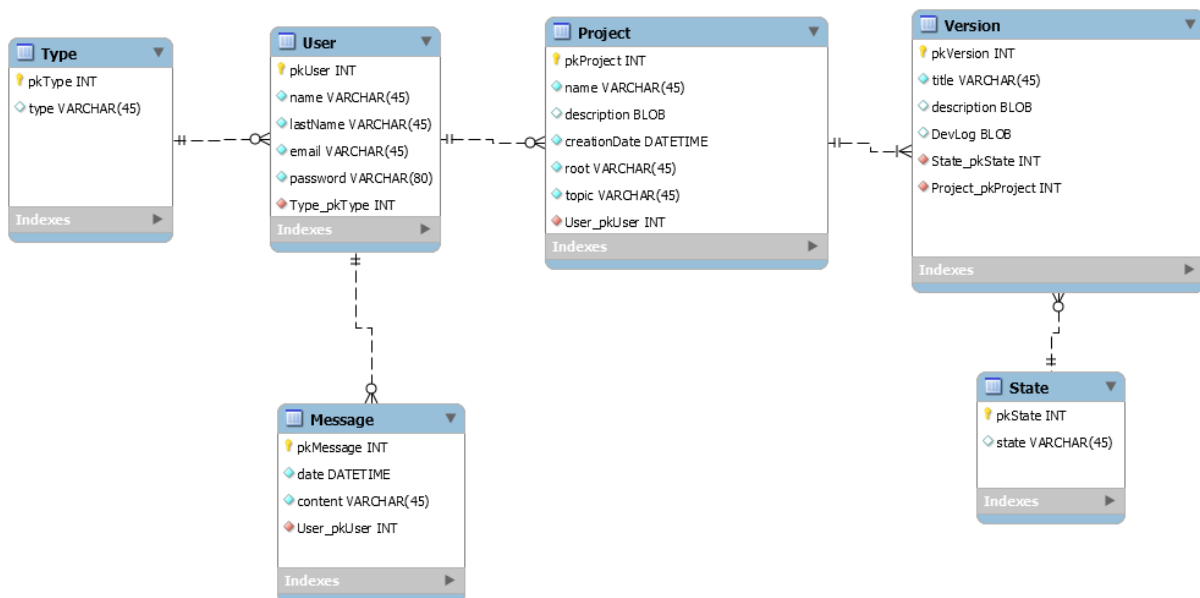 Type
pkType INT
type VARCHAR(45)
Indexes
User
pkUser INT
name VARCHAR(45)
lastName VARCHAR(45)
email VARCHAR(45)
password VARCHAR(80)
Type_pkType INT
Indexes
Project
pkProject INT
name VARCHAR(45)
description BLOB
creationDate DATETIME
root VARCHAR(45)
topic VARCHAR(45)
User_pkUser INT
Indexes
Version
pkVersion INT
title VARCHAR(45)
description BLOB
DevLog BLOB
State_pkState INT
Project_pkProject INT
Indexes
Message
pkMessage INT
date DATETIME
content VARCHAR(45)
User_pkUser INT
Indexes
State
pkState INT
state VARCHAR(45)
Indexes